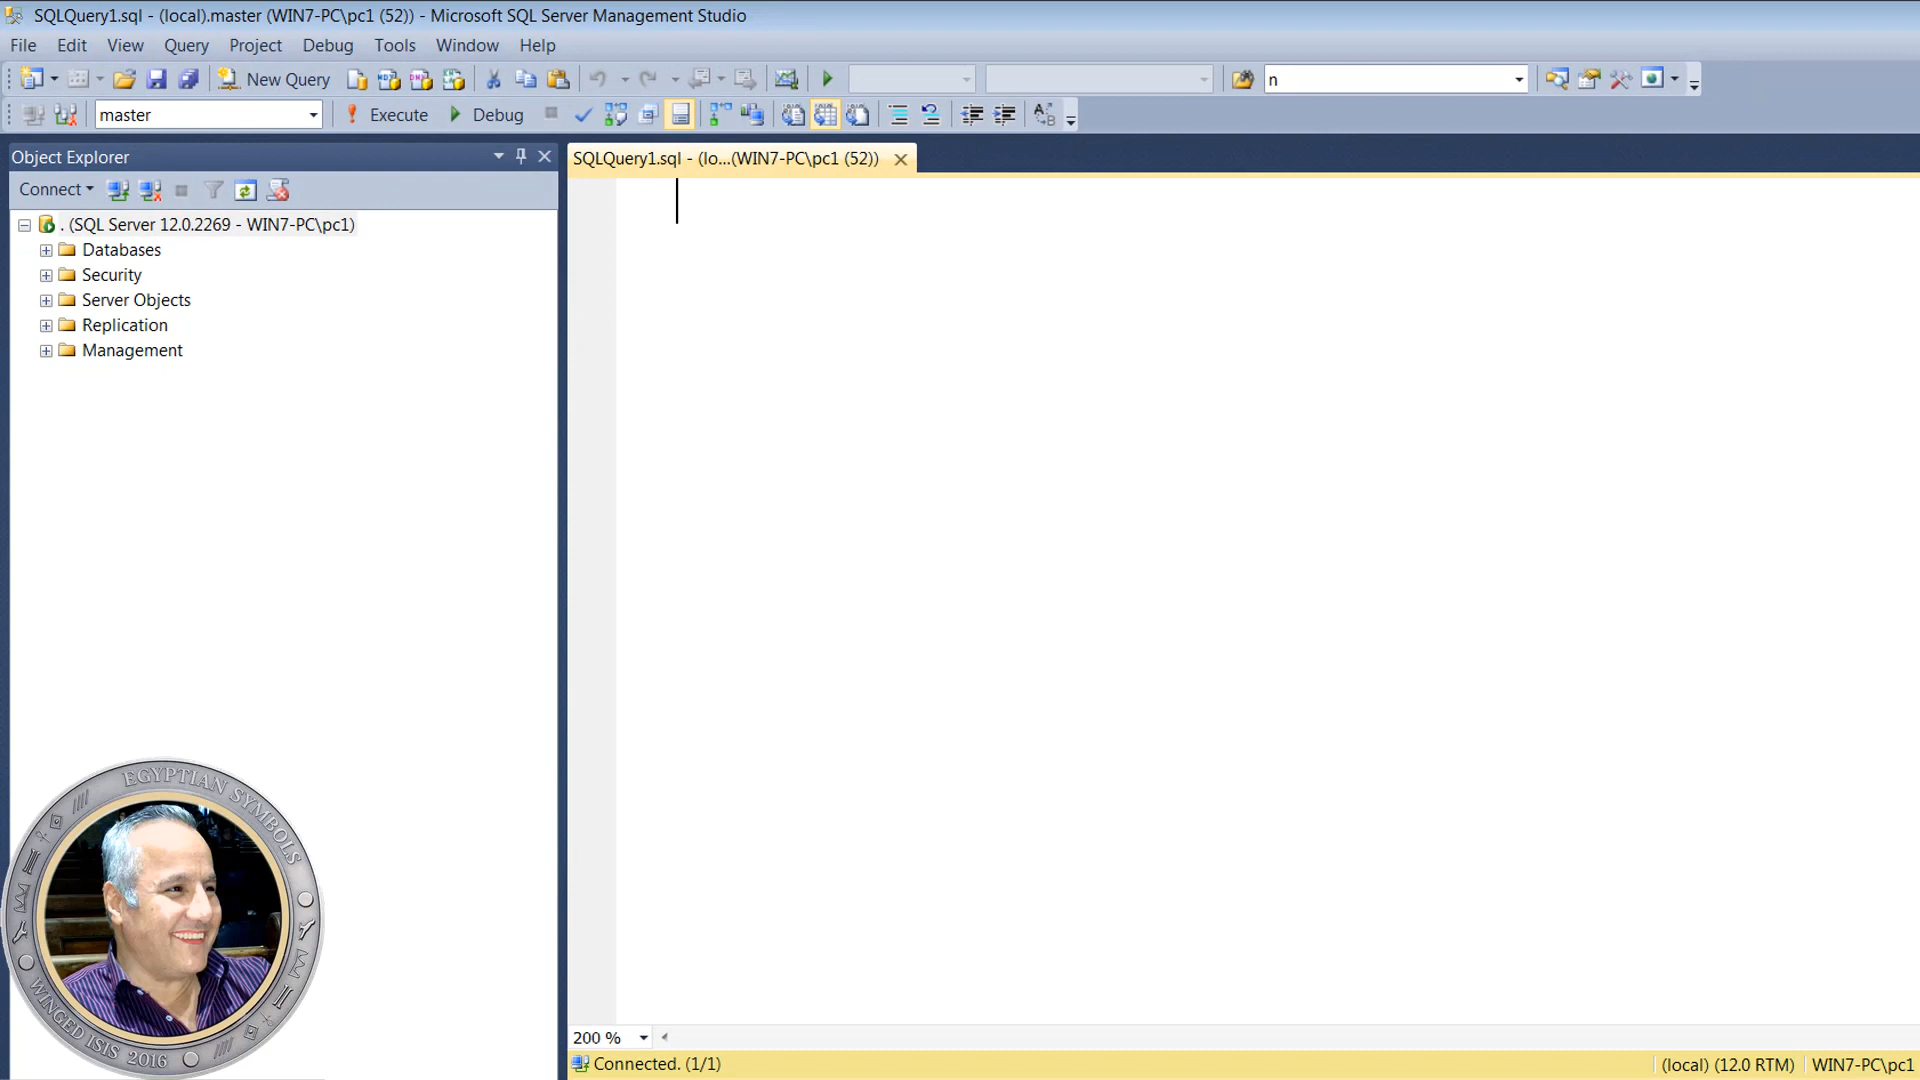 SQLQuery1.sql - (local).master (WIN7-PC\pc1 (52)) - Microsoft SQL Server Management Studio
File Edit View Query Project Debug Tools Window Help
New Query n
master Execute Debug
Object Explorer
SQLQuery1.sql - (lo...(WIN7-PC\pc1 (52))
Connect
. (SQL Server 12.0.2269 - WIN7-PC\pc1)
Databases
Security
Server Objects
Replication
Management
EGYPTIAN SYMBOLS
WINGED ISIS 2016
200 %
Connected. (1/1)
(local) (12.0 RTM) WIN7-PC\pc1